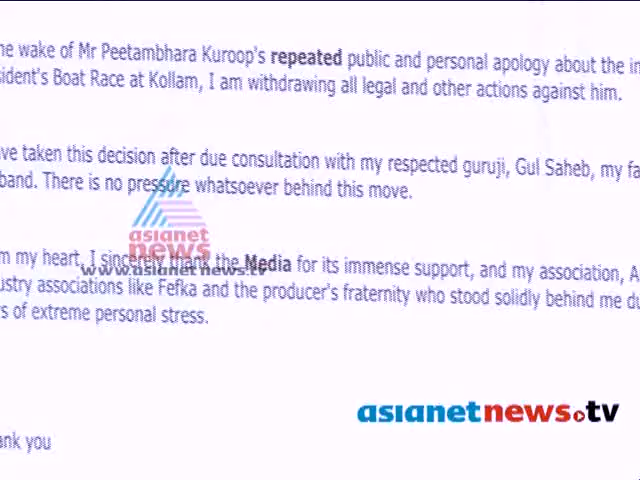 ne wake of Mr Peetambhara Kuroop's repeated public and personal apology about the in
sident's Boat Race at Kollam, I am withdrawing all legal and other actions against him.
ve taken this decision after due consultation with my respected guruji, Gul Saheb, my fa
band. There is no pressure whatsoever behind this move.
m my heart, I sincerely thank the Media for its immense support, and my association, A
ustry associations like Fefka and the producer's fraternity who stood solidly behind me du
s of extreme personal stress.
asianet
news
www.asianetnews.tv
asianetnews.tv
ank you